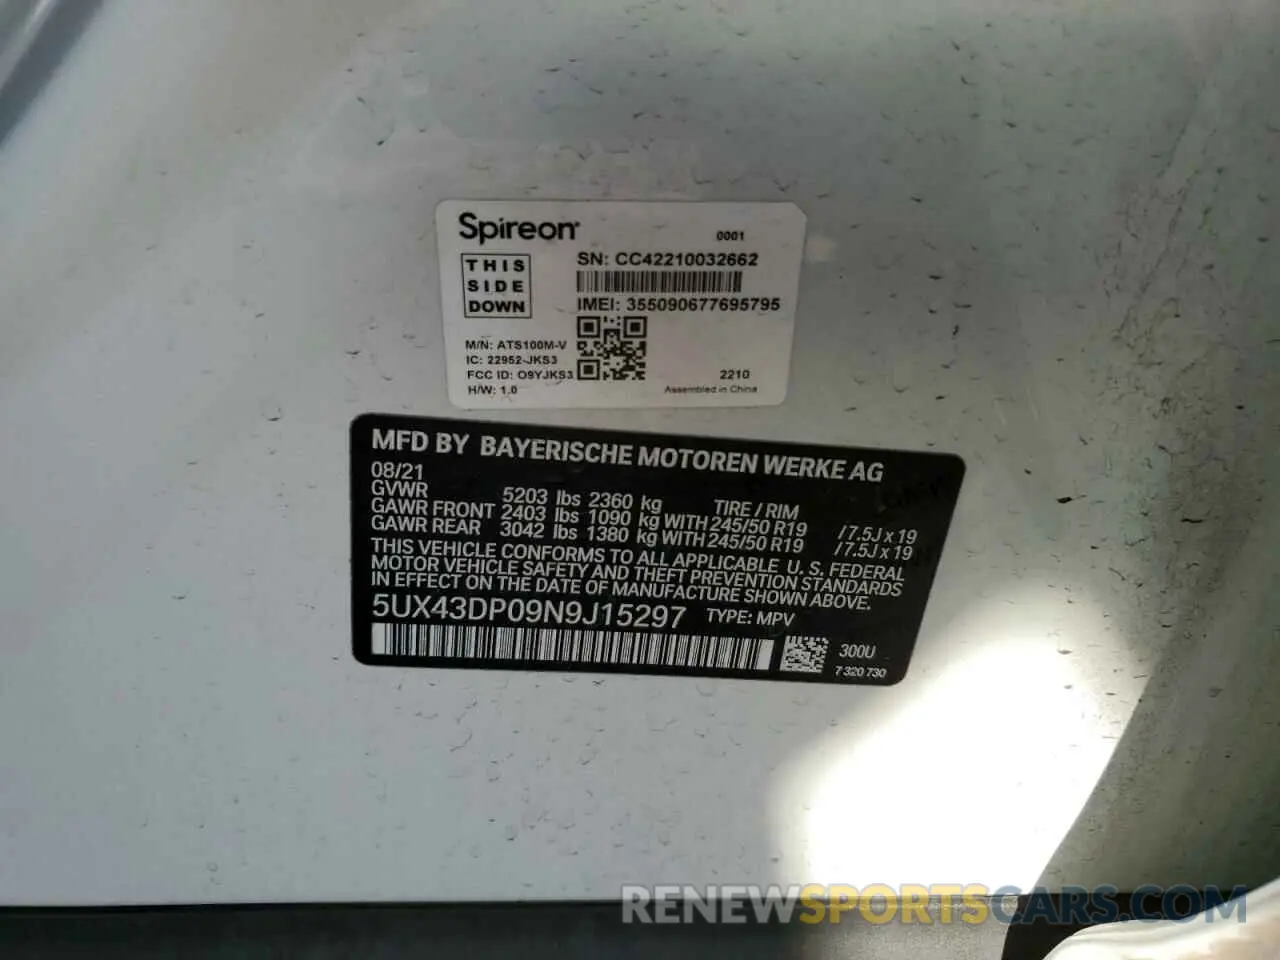 Spireon
0001
THIS
SIDE
DOWN
SN: CC42210032662
IMEI: 355090677695795
M/N: ATS100M-V
IC: 22952-JKS3
FCC ID: O9YJKS3
H/W: 1.0
2210
Assembled in China
MFD BY BAYERISCHE MOTOREN WERKE AG
08/21
GVWR 5203 lbs 2360 kg TIRE / RIM
GAWR FRONT 2403 lbs 1090 kg WITH 245/50 R19 / 7.5J x 19
GAWR REAR 3042 lbs 1380 kg WITH 245/50 R19 / 7.5J x 19
THIS VEHICLE CONFORMS TO ALL APPLICABLE U. S. FEDERAL
MOTOR VEHICLE SAFETY AND THEFT PREVENTION STANDARDS
IN EFFECT ON THE DATE OF MANUFACTURE SHOWN ABOVE.
5UX43DP09N9J15297 TYPE: MPV
300U
7 320 730
RENEWSPORTSCARS.COM